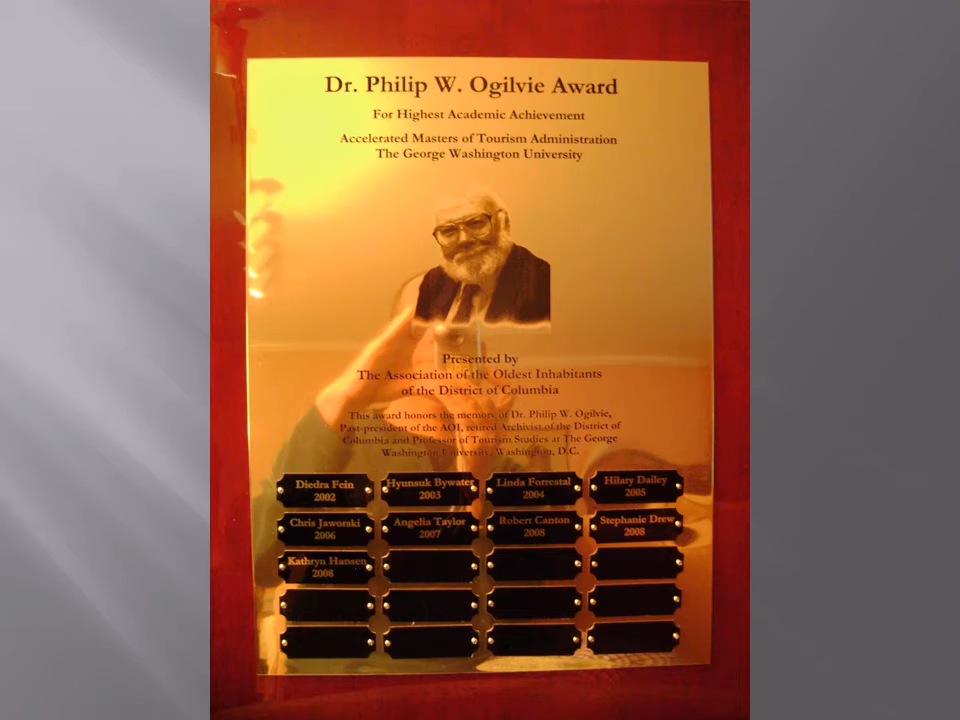 Dr. Philip W. Ogilvie Award
For Highest Academic Achievement
Accelerated Masters of Tourism Administration
The George Washington University
Presented by
The Association of the Oldest Inhabitants
of the District of Columbia
This award honors the memory of Dr. Philip W. Ogilvie,
Past-president of the AOI, retired Archivist of the District of
Columbia and Professor of Tourism Studies at The George
Washington University, Washington, D.C.
Diedra Fein
2002
Hyunsuk Bywater
2003
Linda Forrestal
2004
Hilary Dailey
2005
Chris Jaworski
2006
Angelia Taylor
2007
Robert Canton
2008
Stephanie Drew
2008
Kathryn Hansen
2008